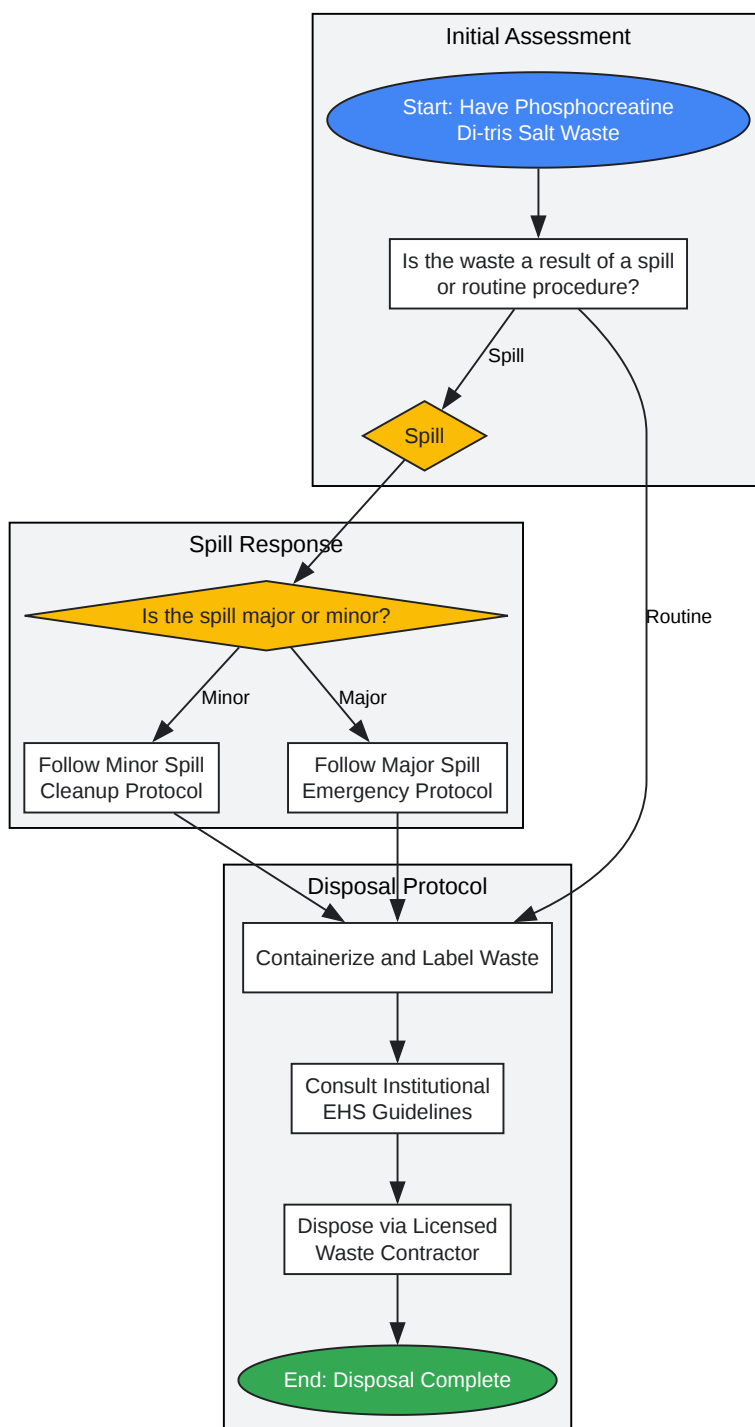 Initial Assessment
Start: Have Phosphocreatine
Di-tris Salt Waste
Is the waste a result of a spill
or routine procedure?
Spill
Spill
Spill Response
Is the spill major or minor?
Routine
Minor
Major
Follow Minor Spill
Cleanup Protocol
Follow Major Spill
Emergency Protocol
Disposal Protocol
Containerize and Label Waste
Consult Institutional
EHS Guidelines
Dispose via Licensed
Waste Contractor
End: Disposal Complete